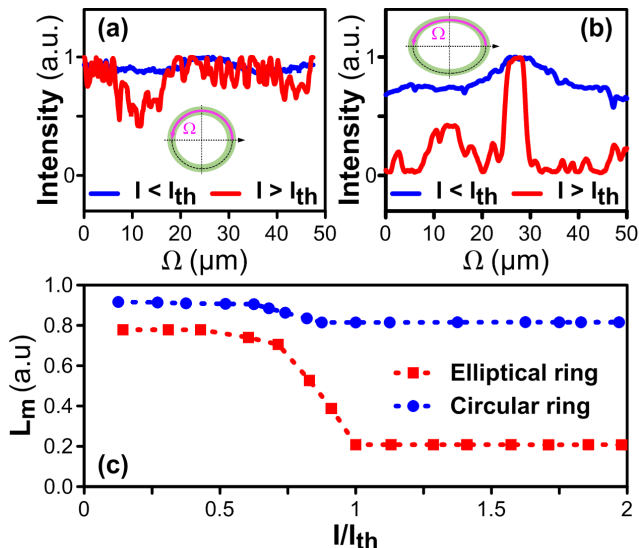 (a)
Intensity (a.u.)
1
0
Ω
I < Ith
I > Ith
0 10 20 30 40 50
Ω (μm)
(b)
Intensity (a.u.)
1
0
Ω
I < Ith
I > Ith
0 10 20 30 40 50
Ω (μm)
Lm (a.u)
1.0
0.8
0.6
0.4
0.2
Elliptical ring
Circular ring
(c)
0 0.5 1 1.5 2
I/Ith